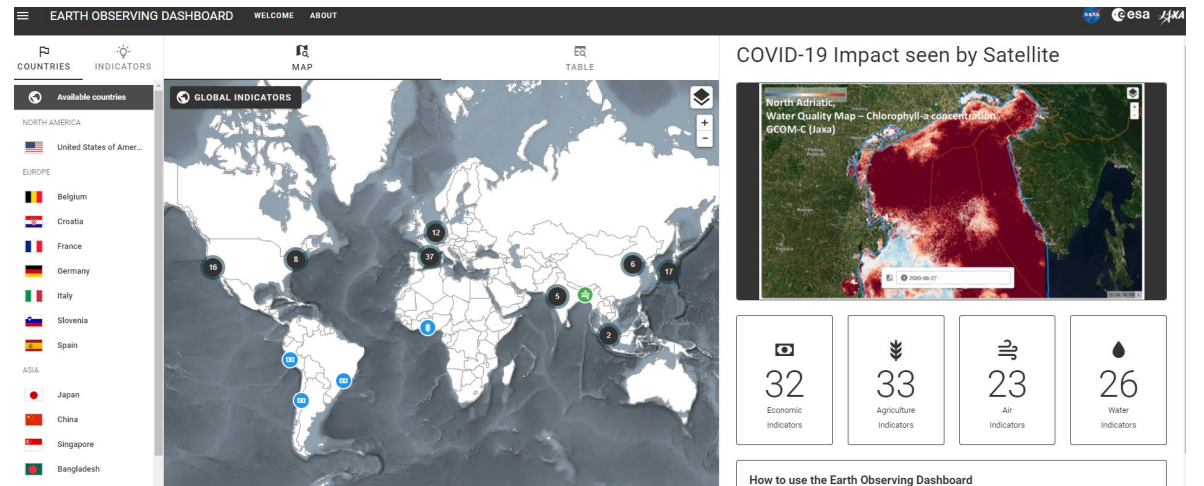 EARTH OBSERVING DASHBOARD WELCOME ABOUT
NASA esa JAXA
COUNTRIES INDICATORS
MAP
TABLE
Available countries
NORTH AMERICA
United States of Amer...
EUROPE
Belgium
Croatia
France
Germany
Italy
Slovenia
Spain
ASIA
Japan
China
Singapore
Bangladesh
GLOBAL INDICATORS
+
-
12
37
16
8
6
17
5
2
COVID-19 Impact seen by Satellite
North Adriatic,
Water Quality Map – Chlorophyll-a concentration
GCOM-C (Jaxa)
2020-06-27
32
Economic
Indicators
33
Agriculture
Indicators
23
Air
Indicators
26
Water
Indicators
How to use the Earth Observing Dashboard